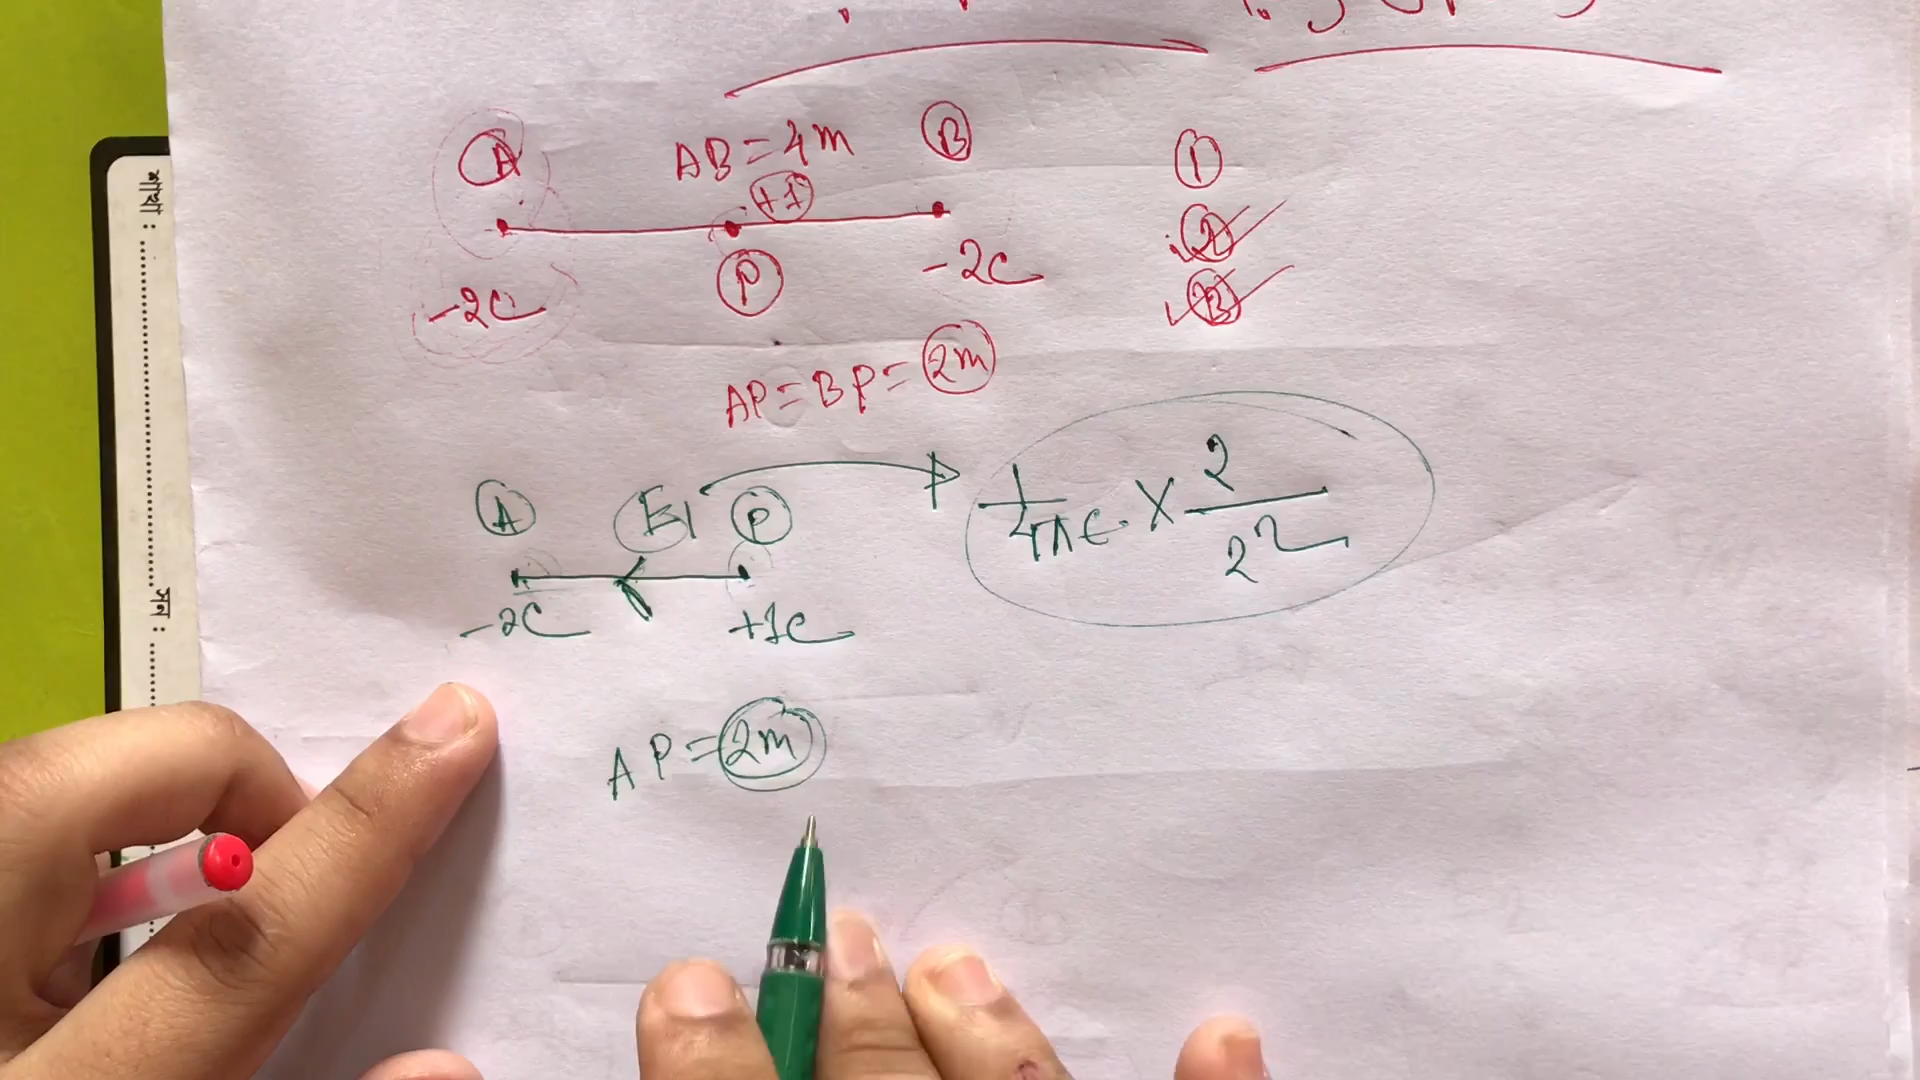 A AB = 4m B
+1
P
-2C -2C
1
2
3
AP = BP = 2m
A E1 P
-2C +1C
1/4πε × 2/2²
AP = 2m